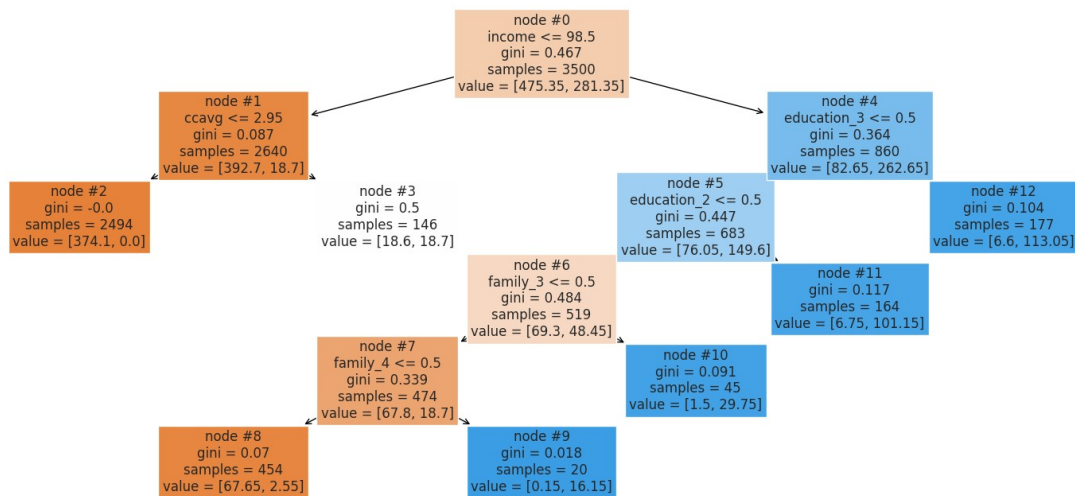 node #0
income <= 98.5
gini = 0.467
samples = 3500
value = [475.35, 281.35]
node #1
ccavg <= 2.95
gini = 0.087
samples = 2640
value = [392.7, 18.7]
node #4
education_3 <= 0.5
gini = 0.364
samples = 860
value = [82.65, 262.65]
node #2
gini = -0.0
samples = 2494
value = [374.1, 0.0]
node #3
gini = 0.5
samples = 146
value = [18.6, 18.7]
node #5
education_2 <= 0.5
gini = 0.447
samples = 683
value = [76.05, 149.6]
node #12
gini = 0.104
samples = 177
value = [6.6, 113.05]
node #6
family_3 <= 0.5
gini = 0.484
samples = 519
value = [69.3, 48.45]
node #11
gini = 0.117
samples = 164
value = [6.75, 101.15]
node #7
family_4 <= 0.5
gini = 0.339
samples = 474
value = [67.8, 18.7]
node #10
gini = 0.091
samples = 45
value = [1.5, 29.75]
node #8
gini = 0.07
samples = 454
value = [67.65, 2.55]
node #9
gini = 0.018
samples = 20
value = [0.15, 16.15]